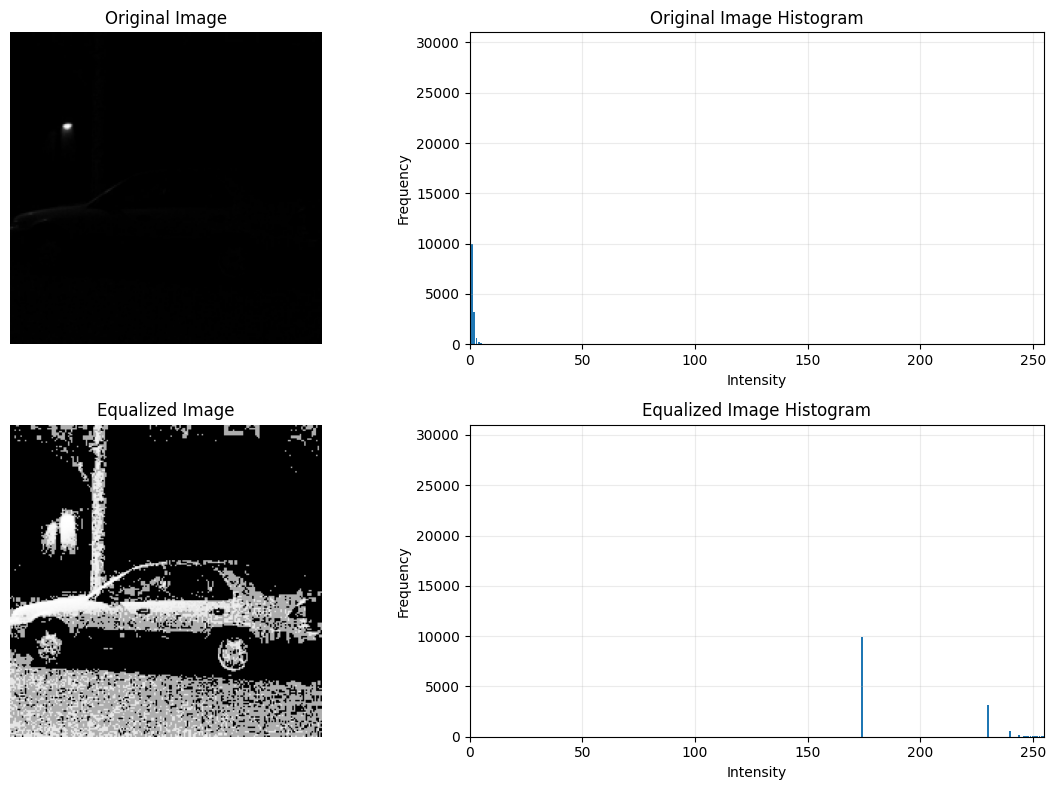 Original Image
Original Image Histogram
30000
25000
20000
15000
10000
5000
0
Frequency
0 50 100 150 200 250
Intensity
Equalized Image
Equalized Image Histogram
30000
25000
20000
15000
10000
5000
0
Frequency
0 50 100 150 200 250
Intensity